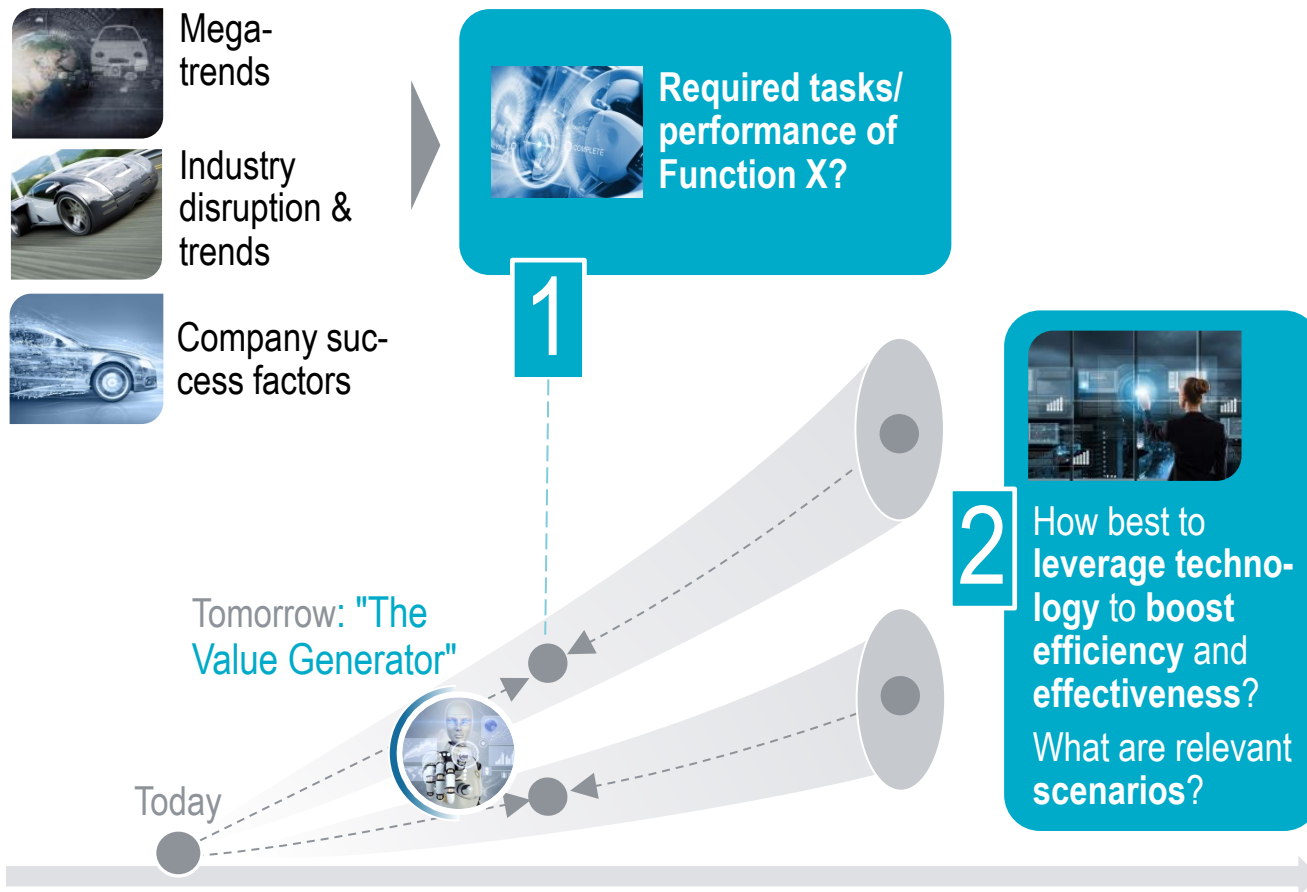 Mega-
trends
Industry
disruption &
trends
Company suc-
cess factors
Required tasks/
performance of
Function X?
COMPLETE
1
2
How best to
leverage techno-
logy to boost
efficiency and
effectiveness?
What are relevant
scenarios?
Tomorrow: "The
Value Generator"
Today